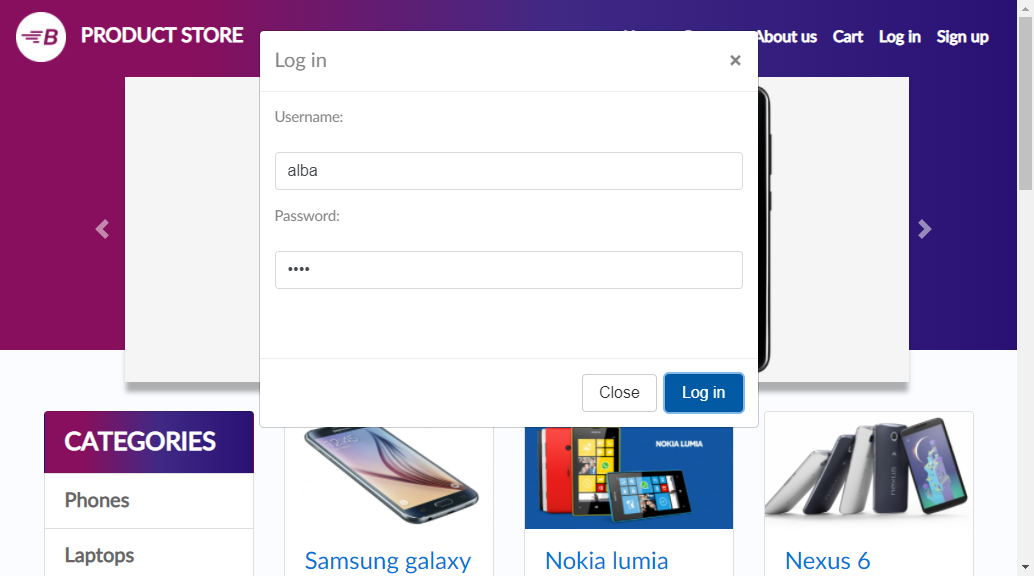 B PRODUCT STORE
About us Cart Log in Sign up
Log in
×
Username:
alba
Password:
••••
Close
Log in
CATEGORIES
Phones
Laptops
NOKIA LUMIA
nexus
Samsung galaxy
Nokia lumia
Nexus 6